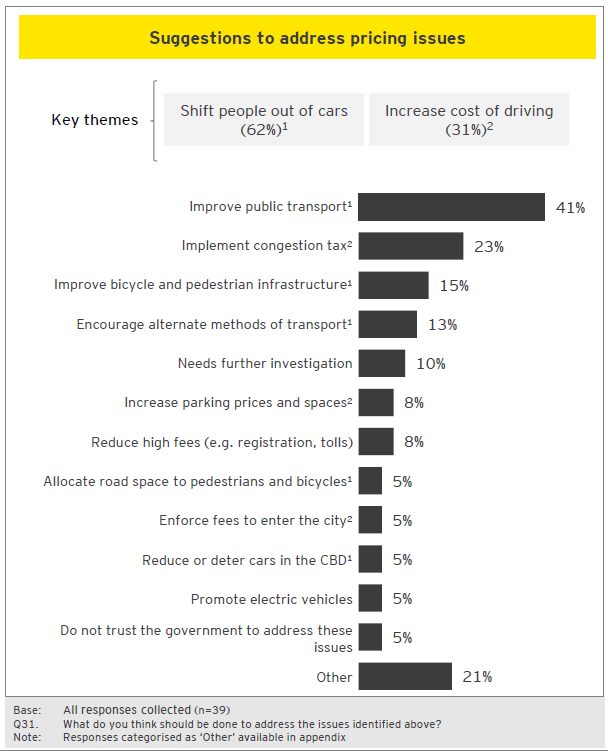 Suggestions to address pricing issues
Key themes
Shift people out of cars
(62%)¹
Increase cost of driving
(31%)²
Improve public transport¹ 41%
Implement congestion tax² 23%
Improve bicycle and pedestrian infrastructure¹ 15%
Encourage alternate methods of transport¹ 13%
Needs further investigation 10%
Increase parking prices and spaces² 8%
Reduce high fees (e.g. registration, tolls) 8%
Allocate road space to pedestrians and bicycles¹ 5%
Enforce fees to enter the city² 5%
Reduce or deter cars in the CBD¹ 5%
Promote electric vehicles 5%
Do not trust the government to address these
issues 5%
Other 21%
Base: All responses collected (n=39)
Q31. What do you think should be done to address the issues identified above?
Note: Responses categorised as ‘Other’ available in appendix